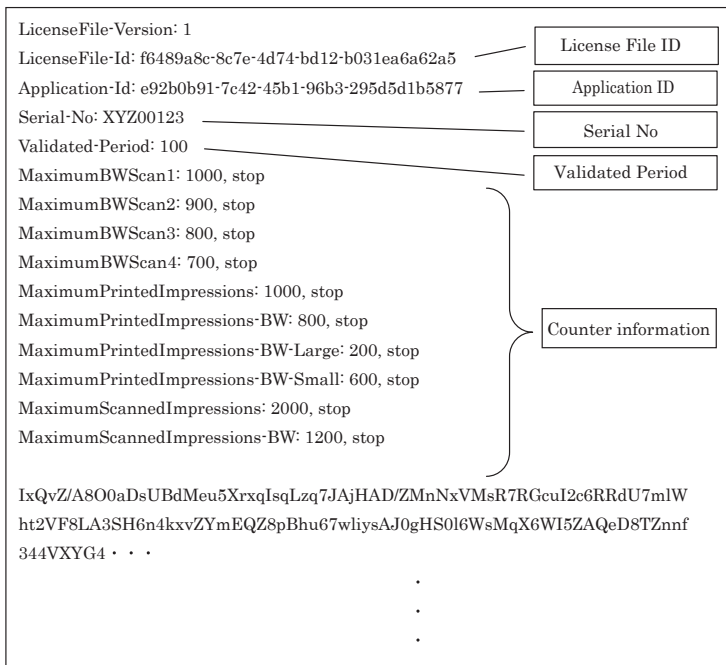 LicenseFile-Version: 1
LicenseFile-Id: f6489a8c-8c7e-4d74-bd12-b031ea6a62a5
License File ID
Application-Id: e92b0b91-7c42-45b1-96b3-295d5d1b5877
Application ID
Serial-No: XYZ00123
Serial No
Validated-Period: 100
Validated Period
MaximumBWScan1: 1000, stop
MaximumBWScan2: 900, stop
MaximumBWScan3: 800, stop
MaximumBWScan4: 700, stop
MaximumPrintedImpressions: 1000, stop
MaximumPrintedImpressions-BW: 800, stop
Counter information
MaximumPrintedImpressions-BW-Large: 200, stop
MaximumPrintedImpressions-BW-Small: 600, stop
MaximumScannedImpressions: 2000, stop
MaximumScannedImpressions-BW: 1200, stop
IxQvZ/A8O0aDsUBdMeu5XrxqIsqLzq7JAjHAD/ZMnNxVMsR7RGcuI2c6RRdU7mlW
ht2VF8LA3SH6n4kxvZYmEQZ8pBhu67wliysAJ0gHS0l6WsMqX6WI5ZAQeD8TZnnf
344VXYG4・・・
・
・
・